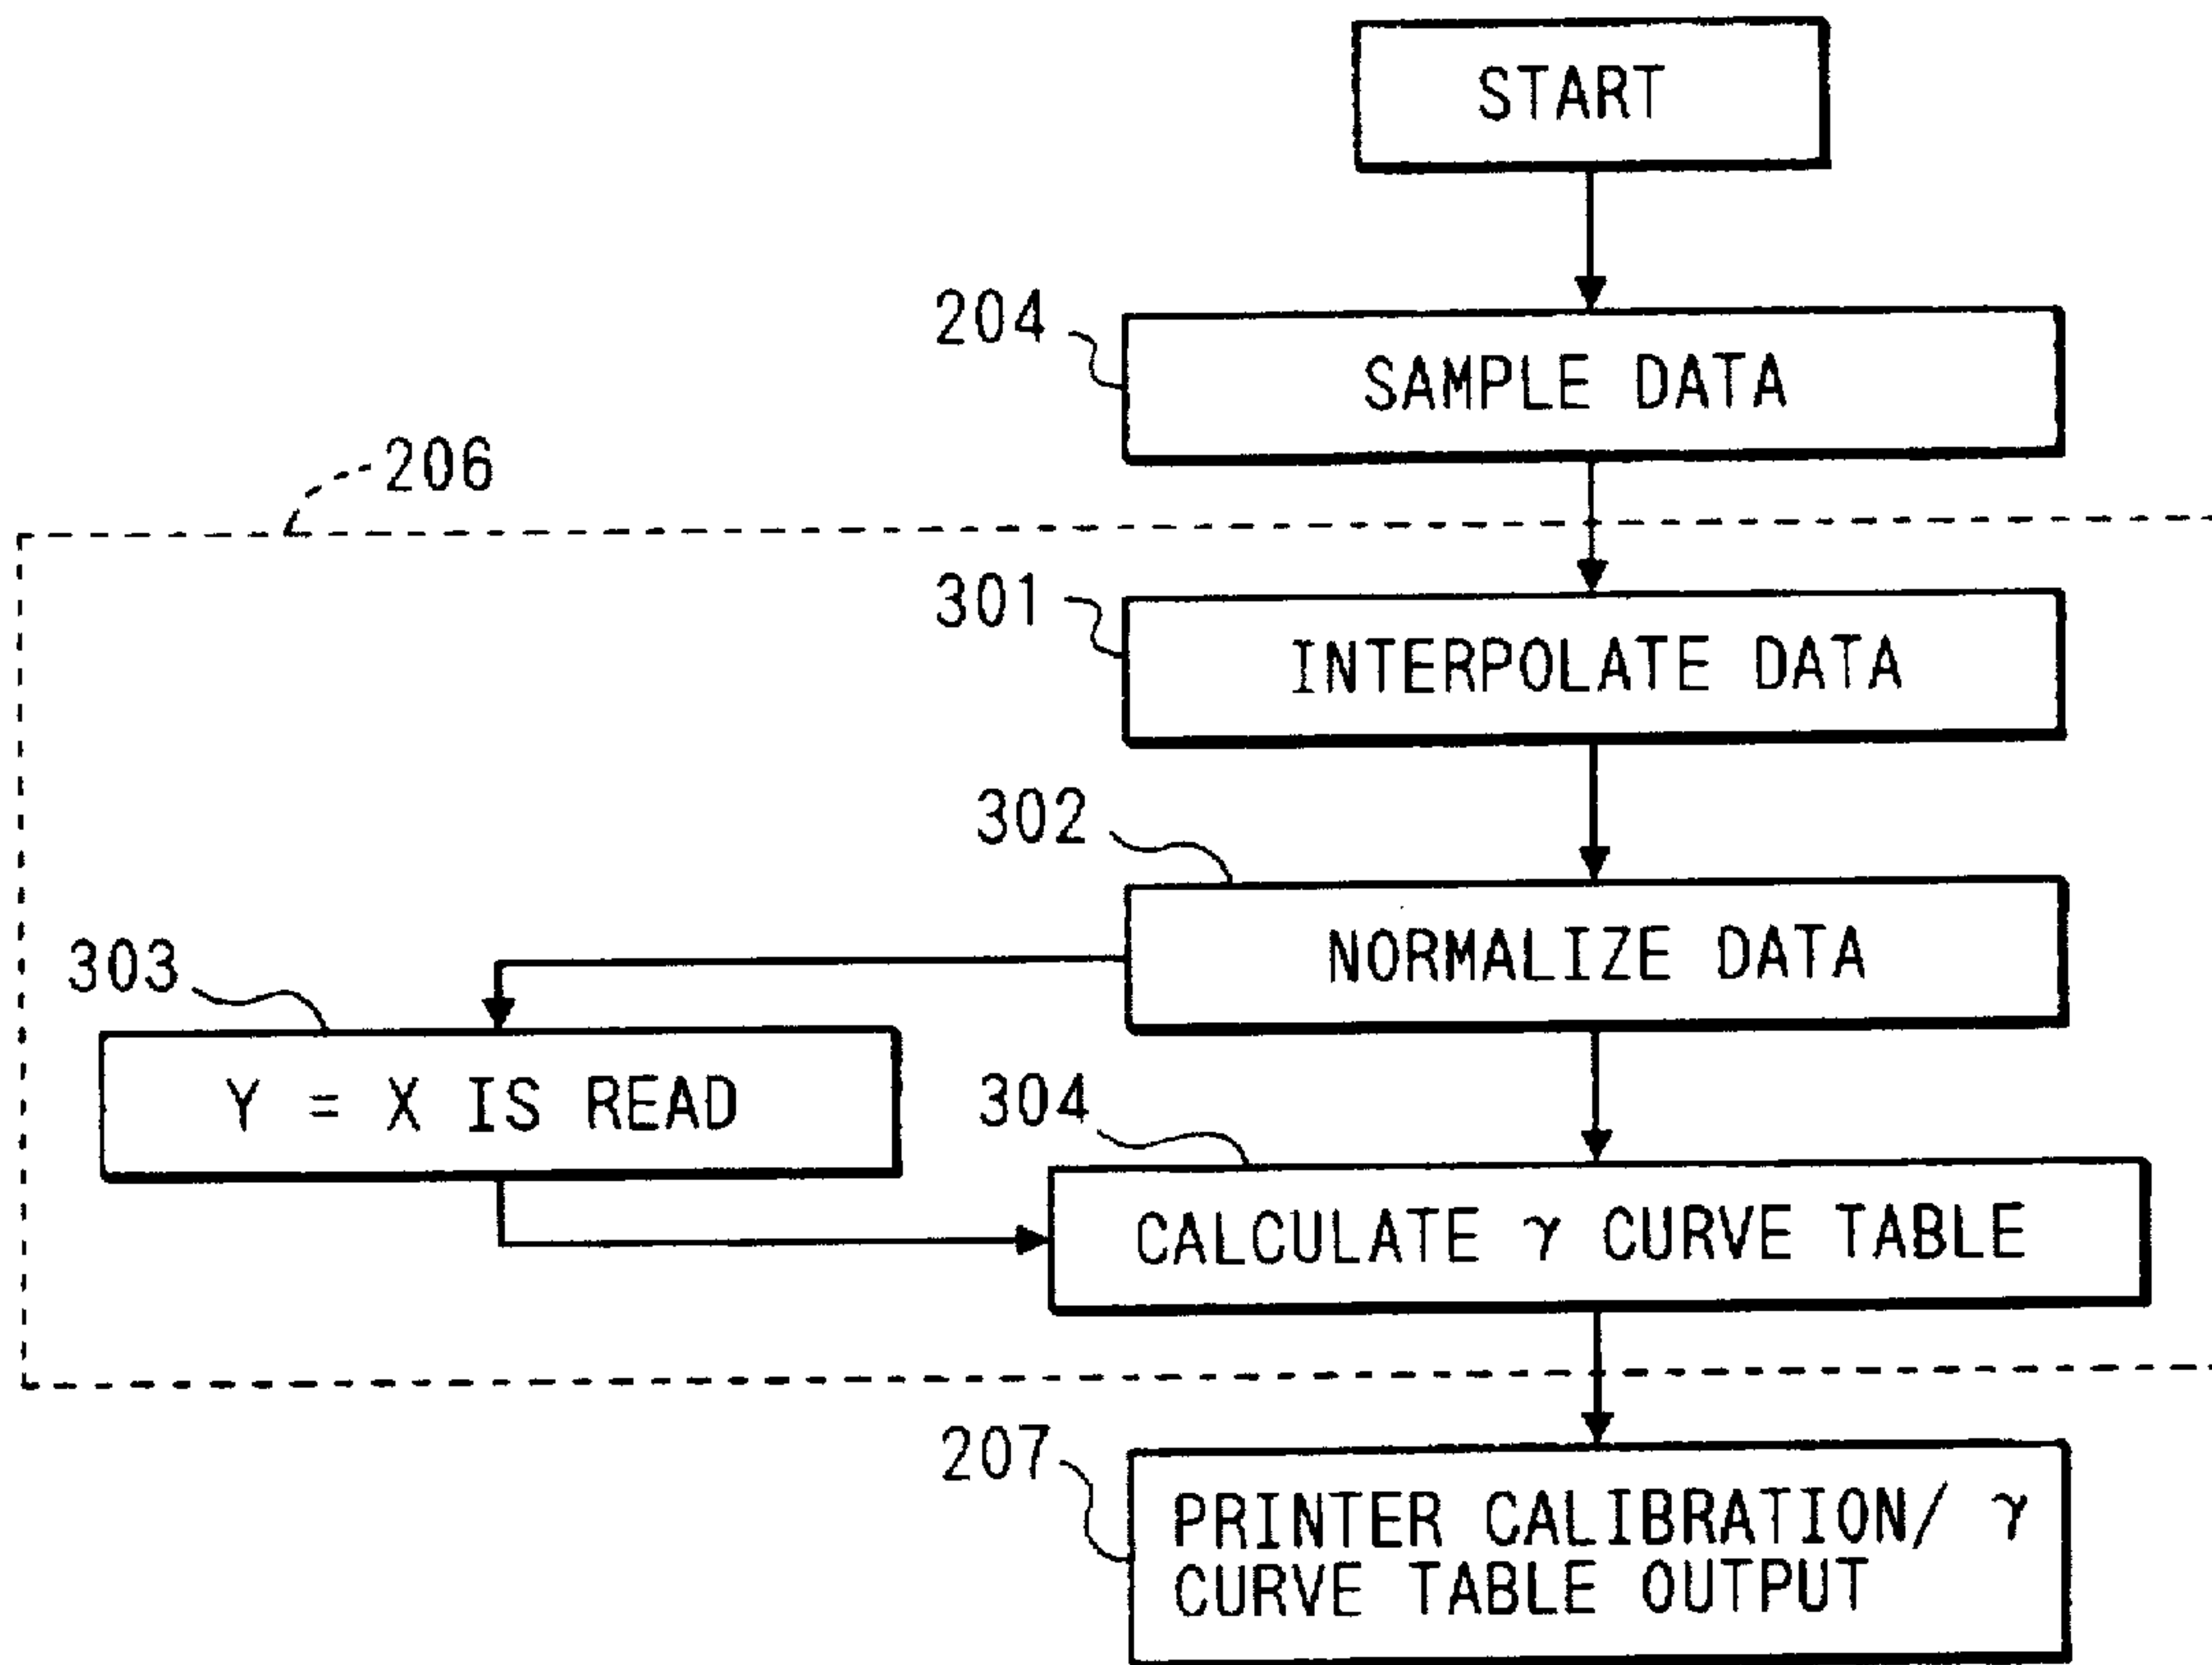 START
204
SAMPLE DATA
206
301
INTERPOLATE DATA
302
NORMALIZE DATA
303
Y = X IS READ
304
CALCULATE γ CURVE TABLE
207
PRINTER CALIBRATION/ γ
CURVE TABLE OUTPUT